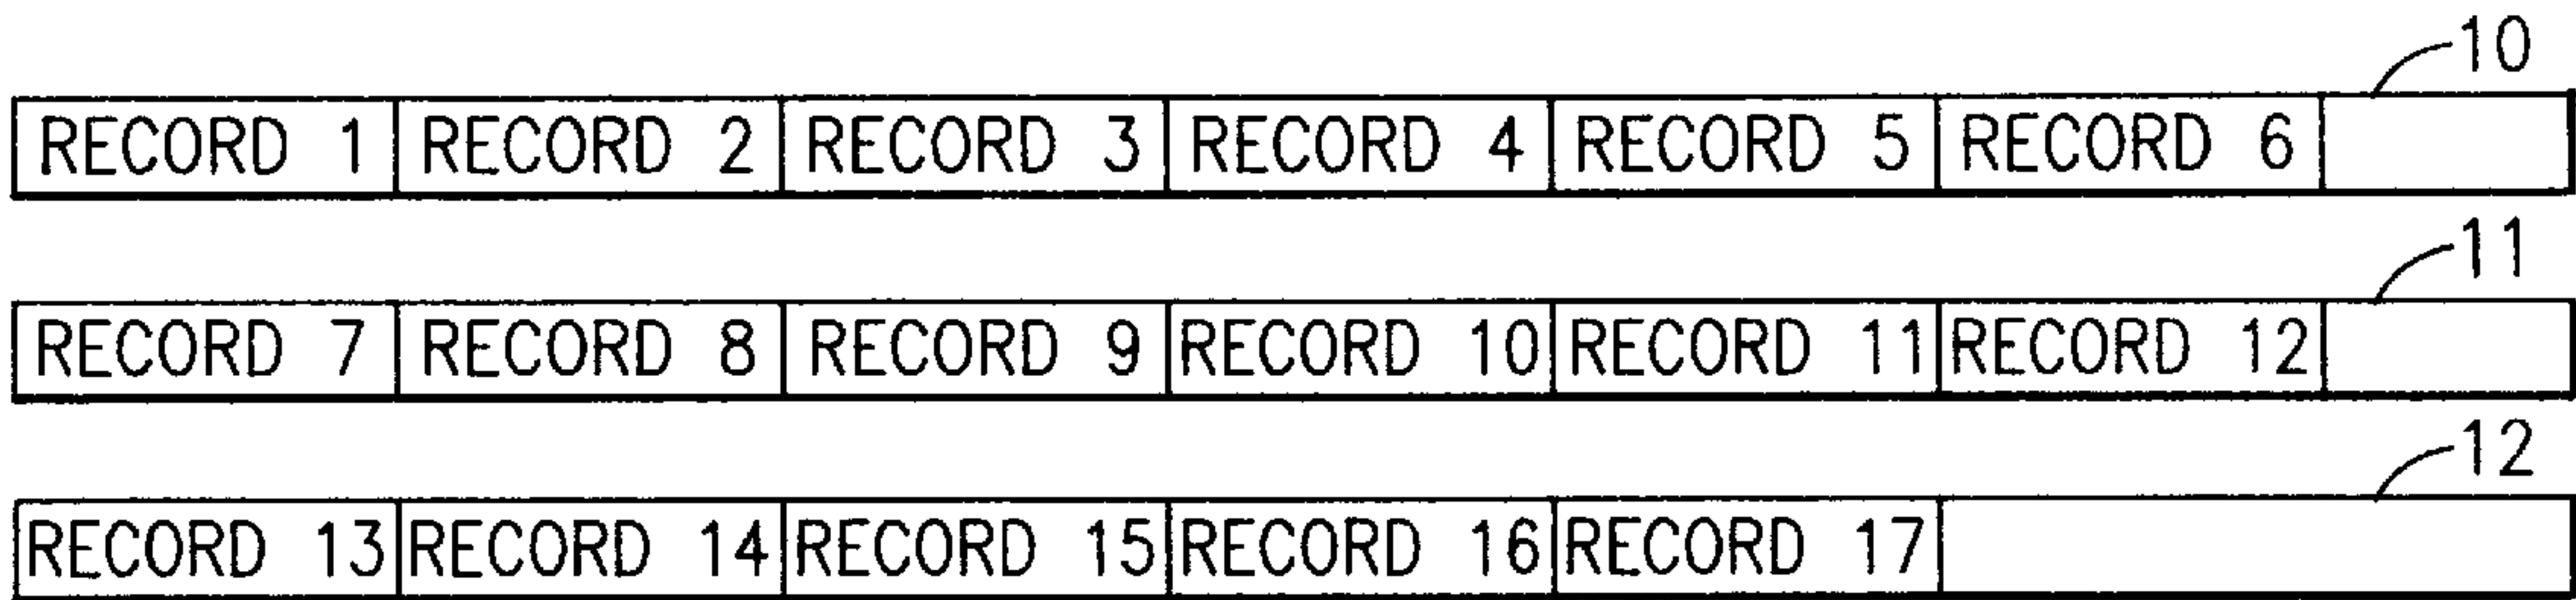 10
RECORD 1 RECORD 2 RECORD 3 RECORD 4 RECORD 5 RECORD 6
11
RECORD 7 RECORD 8 RECORD 9 RECORD 10 RECORD 11 RECORD 12
12
RECORD 13 RECORD 14 RECORD 15 RECORD 16 RECORD 17